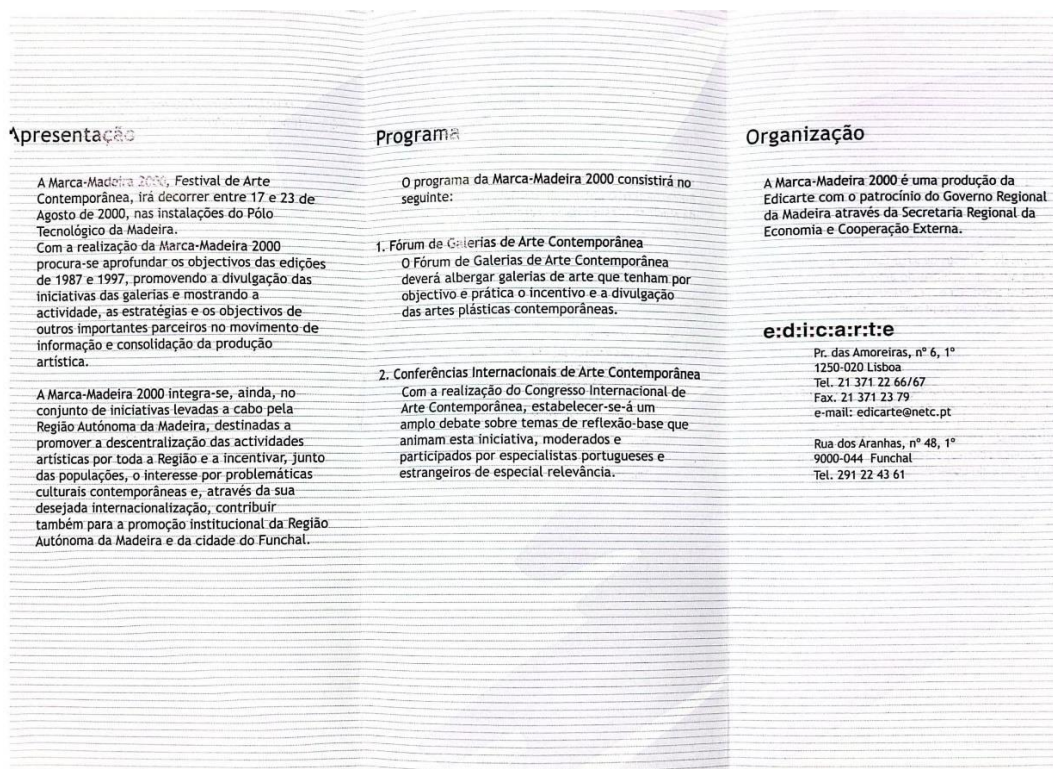 Apresentação
A Marca-Madeira 2000, Festival de Arte
Contemporânea, irá decorrer entre 17 e 23 de
Agosto de 2000, nas instalações do Pólo
Tecnológico da Madeira.
Com a realização da Marca-Madeira 2000
procura-se aprofundar os objectivos das edições
de 1987 e 1997, promovendo a divulgação das
iniciativas das galerias e mostrando a
actividade, as estratégias e os objectivos de
outros importantes parceiros no movimento de
informação e consolidação da produção
artística.
A Marca-Madeira 2000 integra-se, ainda, no
conjunto de iniciativas levadas a cabo pela
Região Autónoma da Madeira, destinadas a
promover a descentralização das actividades
artísticas por toda a Região e a incentivar, junto
das populações, o interesse por problemáticas
culturais contemporâneas e, através da sua
desejada internacionalização, contribuir
também para a promoção institucional da Região
Autónoma da Madeira e da cidade do Funchal.
Programa
O programa da Marca-Madeira 2000 consistirá no
seguinte:
1. Fórum de Galerias de Arte Contemporânea
O Fórum de Galerias de Arte Contemporânea
deverá albergar galerias de arte que tenham por
objectivo e prática o incentivo e a divulgação
das artes plásticas contemporâneas.
2. Conferências Internacionais de Arte Contemporânea
Com a realização do Congresso Internacional de
Arte Contemporânea, estabelecer-se-á um
amplo debate sobre temas de reflexão-base que
animam esta iniciativa, moderados e
participados por especialistas portugueses e
estrangeiros de especial relevância.
Organização
A Marca-Madeira 2000 é uma produção da
Edicarte com o patrocínio do Governo Regional
da Madeira através da Secretaria Regional da
Economia e Cooperação Externa.
e:d:i:c:a:r:t:e
Pr. das Amoreiras, nº 6, 1º
1250-020 Lisboa
Tel. 21 371 22 66/67
Fax. 21 371 23 79
e-mail: edicarte@netc.pt
Rua dos Aranhas, nº 48, 1º
9000-044 Funchal
Tel. 291 22 43 61